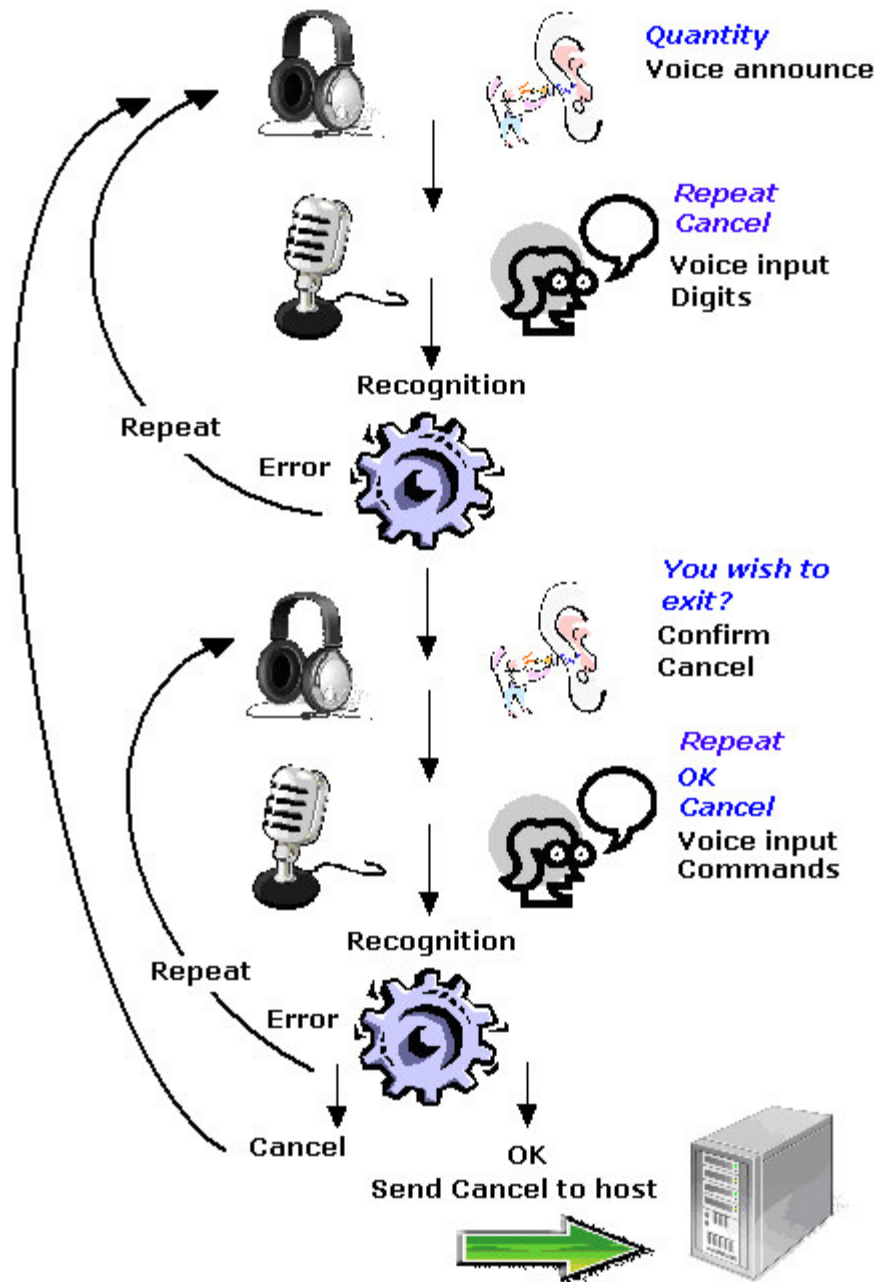 Quantity
Voice announce
Repeat
Cancel
Voice input
Digits
Recognition
Repeat
Error
You wish to
exit?
Confirm
Cancel
Repeat
OK
Cancel
Voice input
Commands
Recognition
Repeat
Error
Cancel
OK
Send Cancel to host